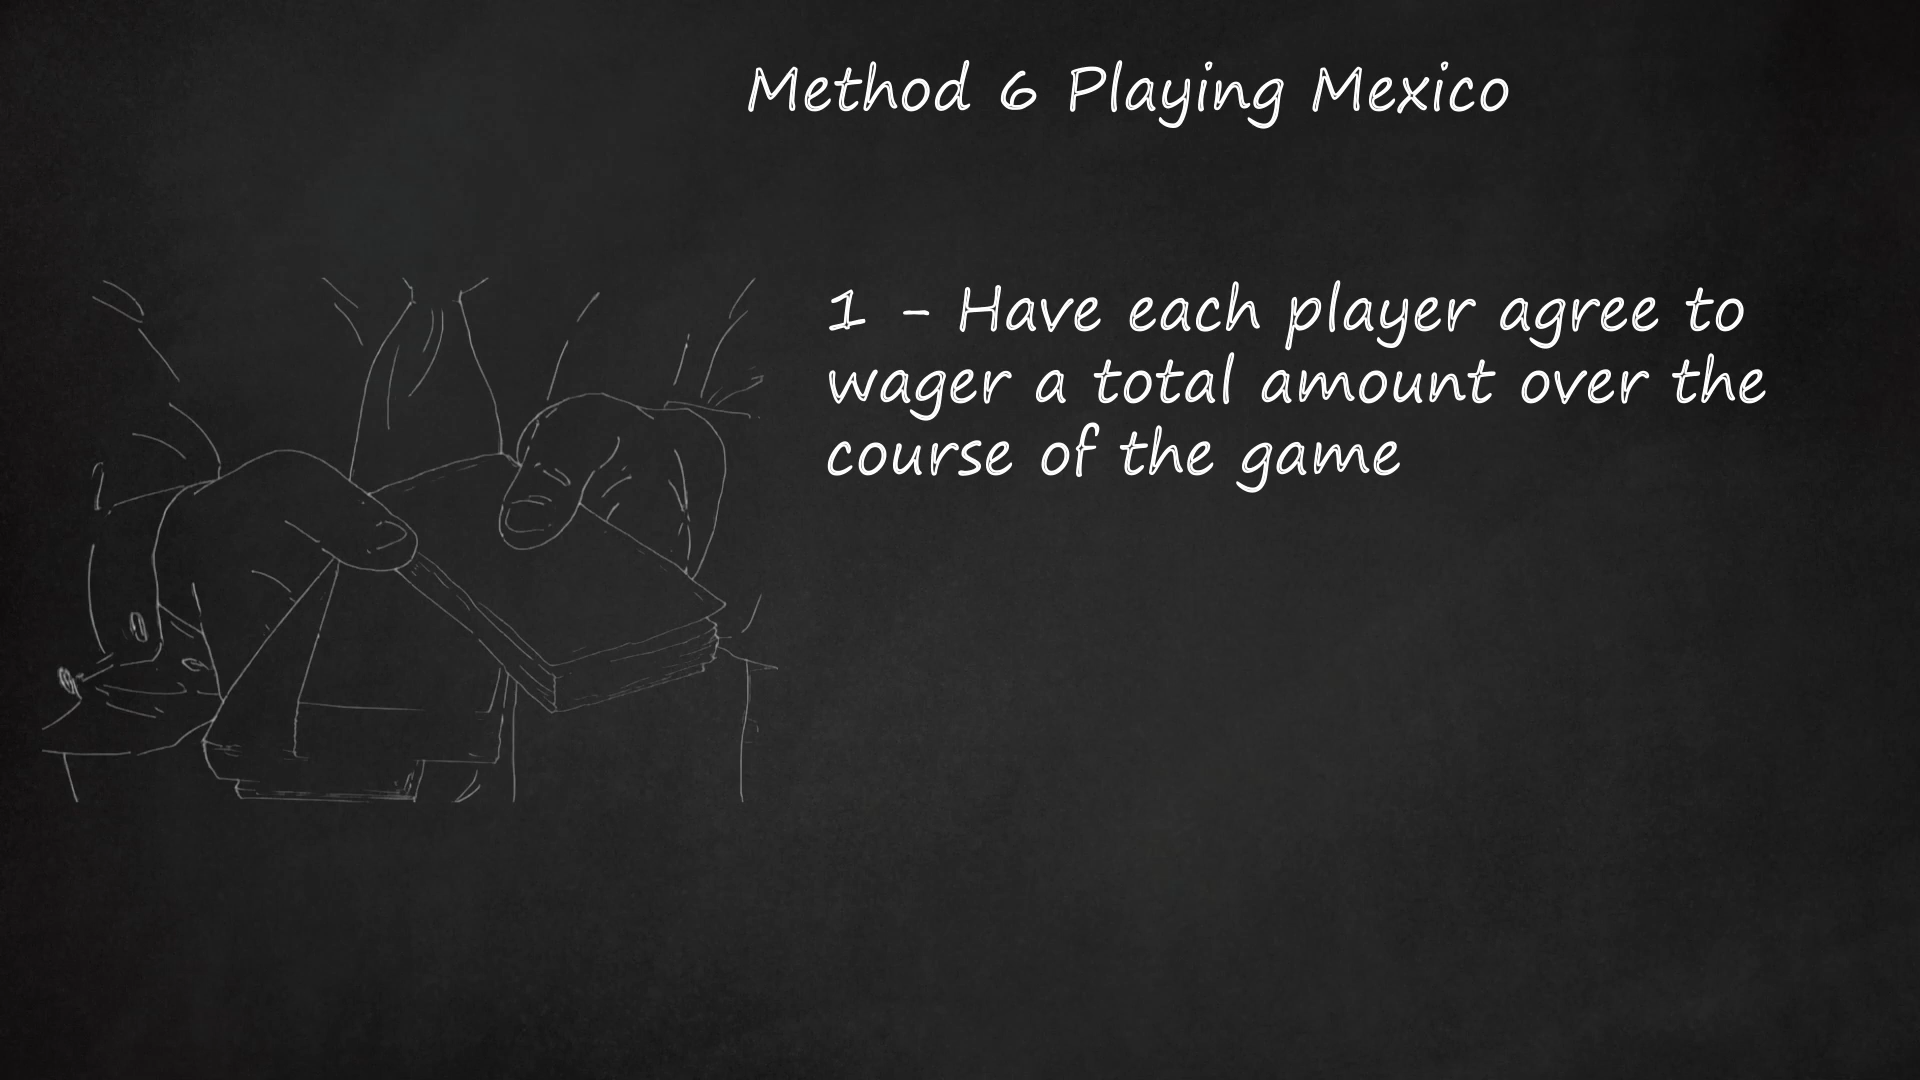 Method 6 Playing Mexico
1 - Have each player agree to
wager a total amount over the
course of the game